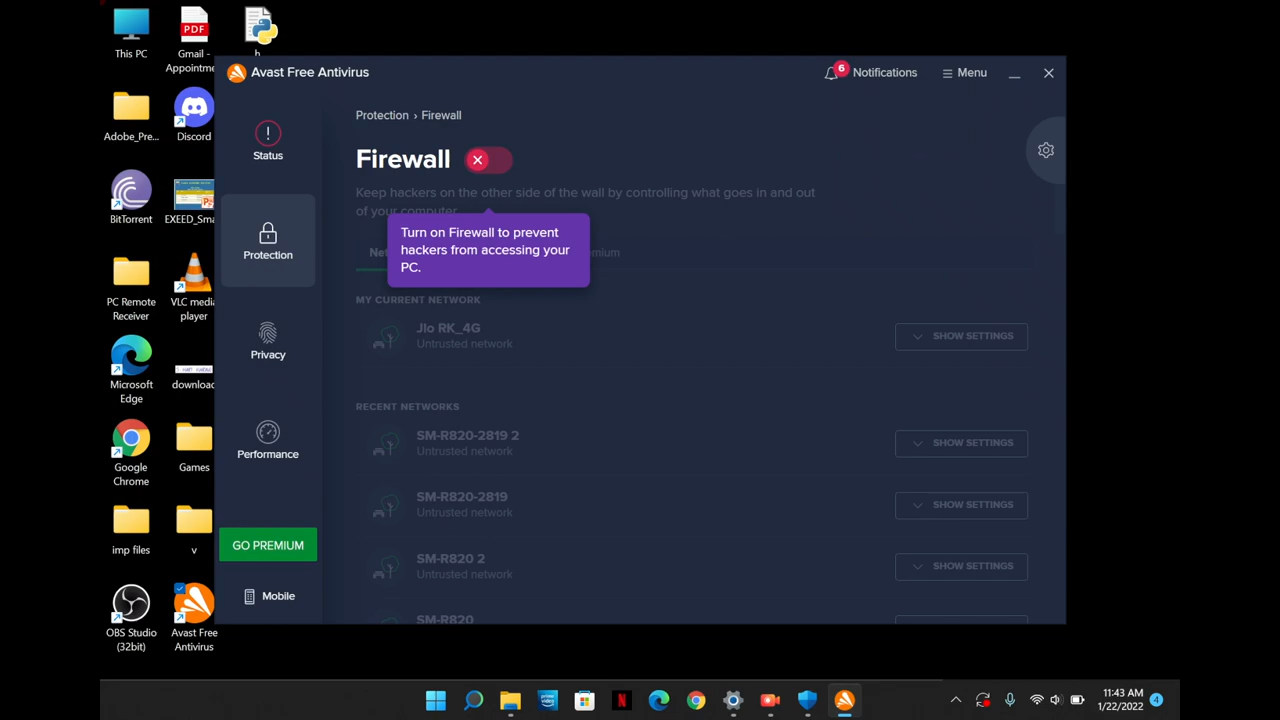 This PC
Gmail -
Appointme
h
Adobe_Pre...
Discord
BitTorrent
EXEED_Sma
PC Remote
Receiver
VLC media
player
Microsoft
Edge
download
Google
Chrome
Games
imp files
v
OBS Studio
(32bit)
Avast Free
Antivirus
Avast Free Antivirus
6
Notifications
Menu
Status
Protection
Privacy
Performance
GO PREMIUM
Mobile
Protection › Firewall
Firewall
Keep hackers on the other side of the wall by controlling what goes in and out
of your computer
Turn on Firewall to prevent
hackers from accessing your
PC.
MY CURRENT NETWORK
JIo RK_4G
Untrusted network
SHOW SETTINGS
RECENT NETWORKS
SM-R820-2819 2
Untrusted network
SHOW SETTINGS
SM-R820-2819
Untrusted network
SHOW SETTINGS
SM-R820 2
Untrusted network
SHOW SETTINGS
SM-R820
11:43 AM
1/22/2022
4